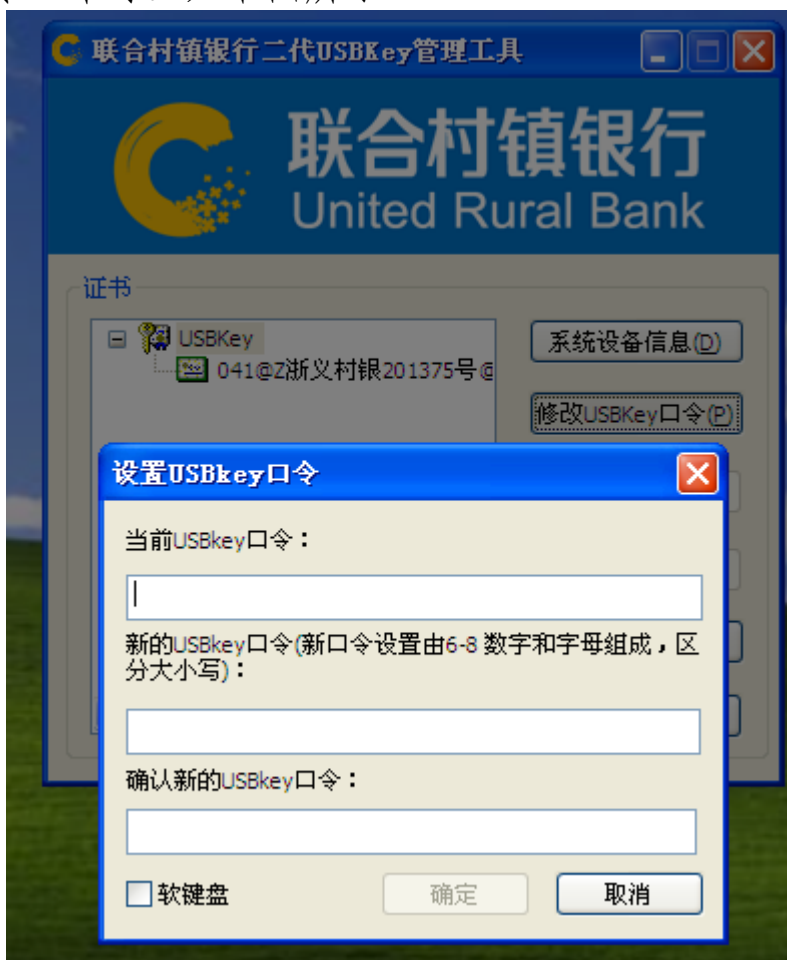 联合村镇银行二代USBKey管理工具
联合村镇银行
United Rural Bank
证书
USBKey
041@Z浙义村银201375号@
系统设备信息(D)
修改USBKey口令(P)
设置USBkey口令
当前USBkey口令：
新的USBkey口令(新口令设置由6-8 数字和字母组成，区
分大小写)：
确认新的USBkey口令：
软键盘
确定
取消